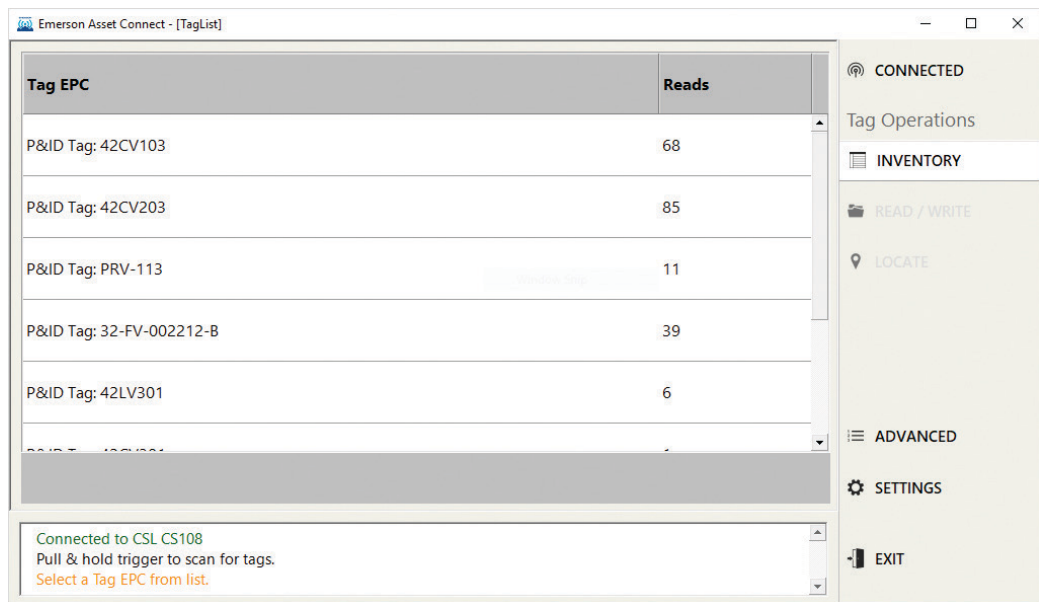 Emerson Asset Connect - [TagList]
Tag EPC Reads
P&ID Tag: 42CV103 68
P&ID Tag: 42CV203 85
P&ID Tag: PRV-113 11
P&ID Tag: 32-FV-002212-B 39
P&ID Tag: 42LV301 6
CONNECTED
Tag Operations
INVENTORY
READ / WRITE
LOCATE
ADVANCED
SETTINGS
EXIT
Connected to CSL CS108
Pull & hold trigger to scan for tags.
Select a Tag EPC from list.